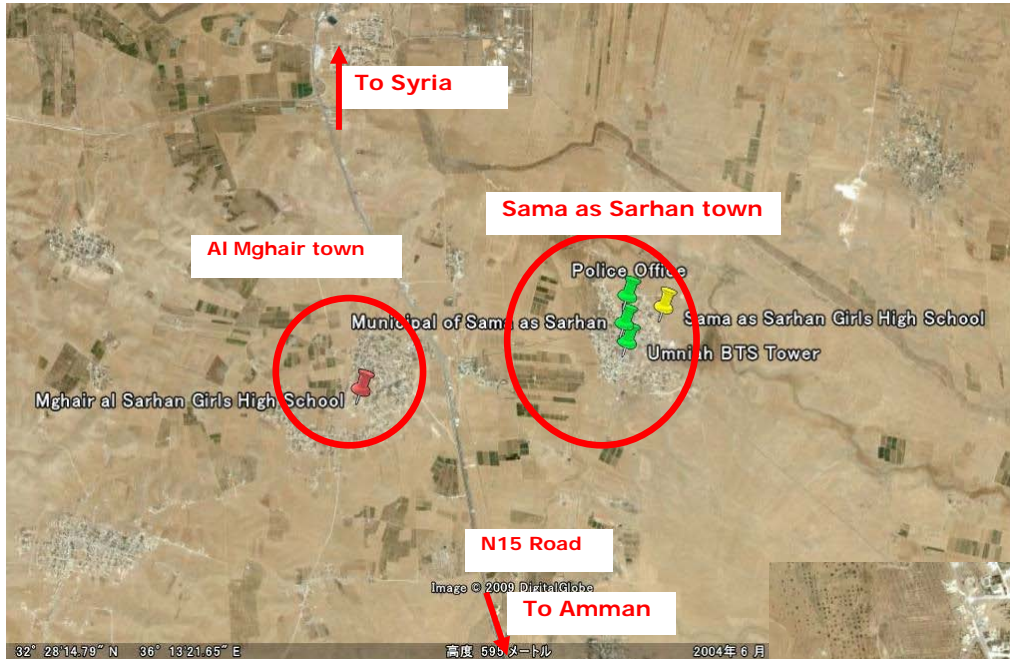 To Syria
Sama as Sarhan town
Al Mghair town
Police Office
Municipal of Sama as Sarhan
Sama as Sarhan Girls High School
Umniah BTS Tower
Mghair al Sarhan Girls High School
N15 Road
Image © 2009 DigitalGlobe
To Amman
32° 28'14.79" N 36° 13'21.65" E 高度 595 メートル 2004年 6 月